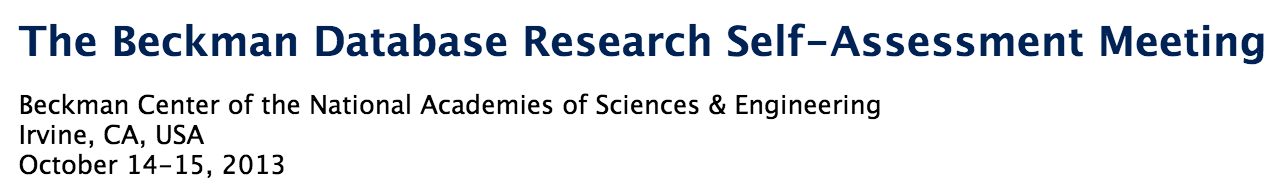 The Beckman Database Research Self-Assessment Meeting
Beckman Center of the National Academies of Sciences & Engineering
Irvine, CA, USA
October 14-15, 2013